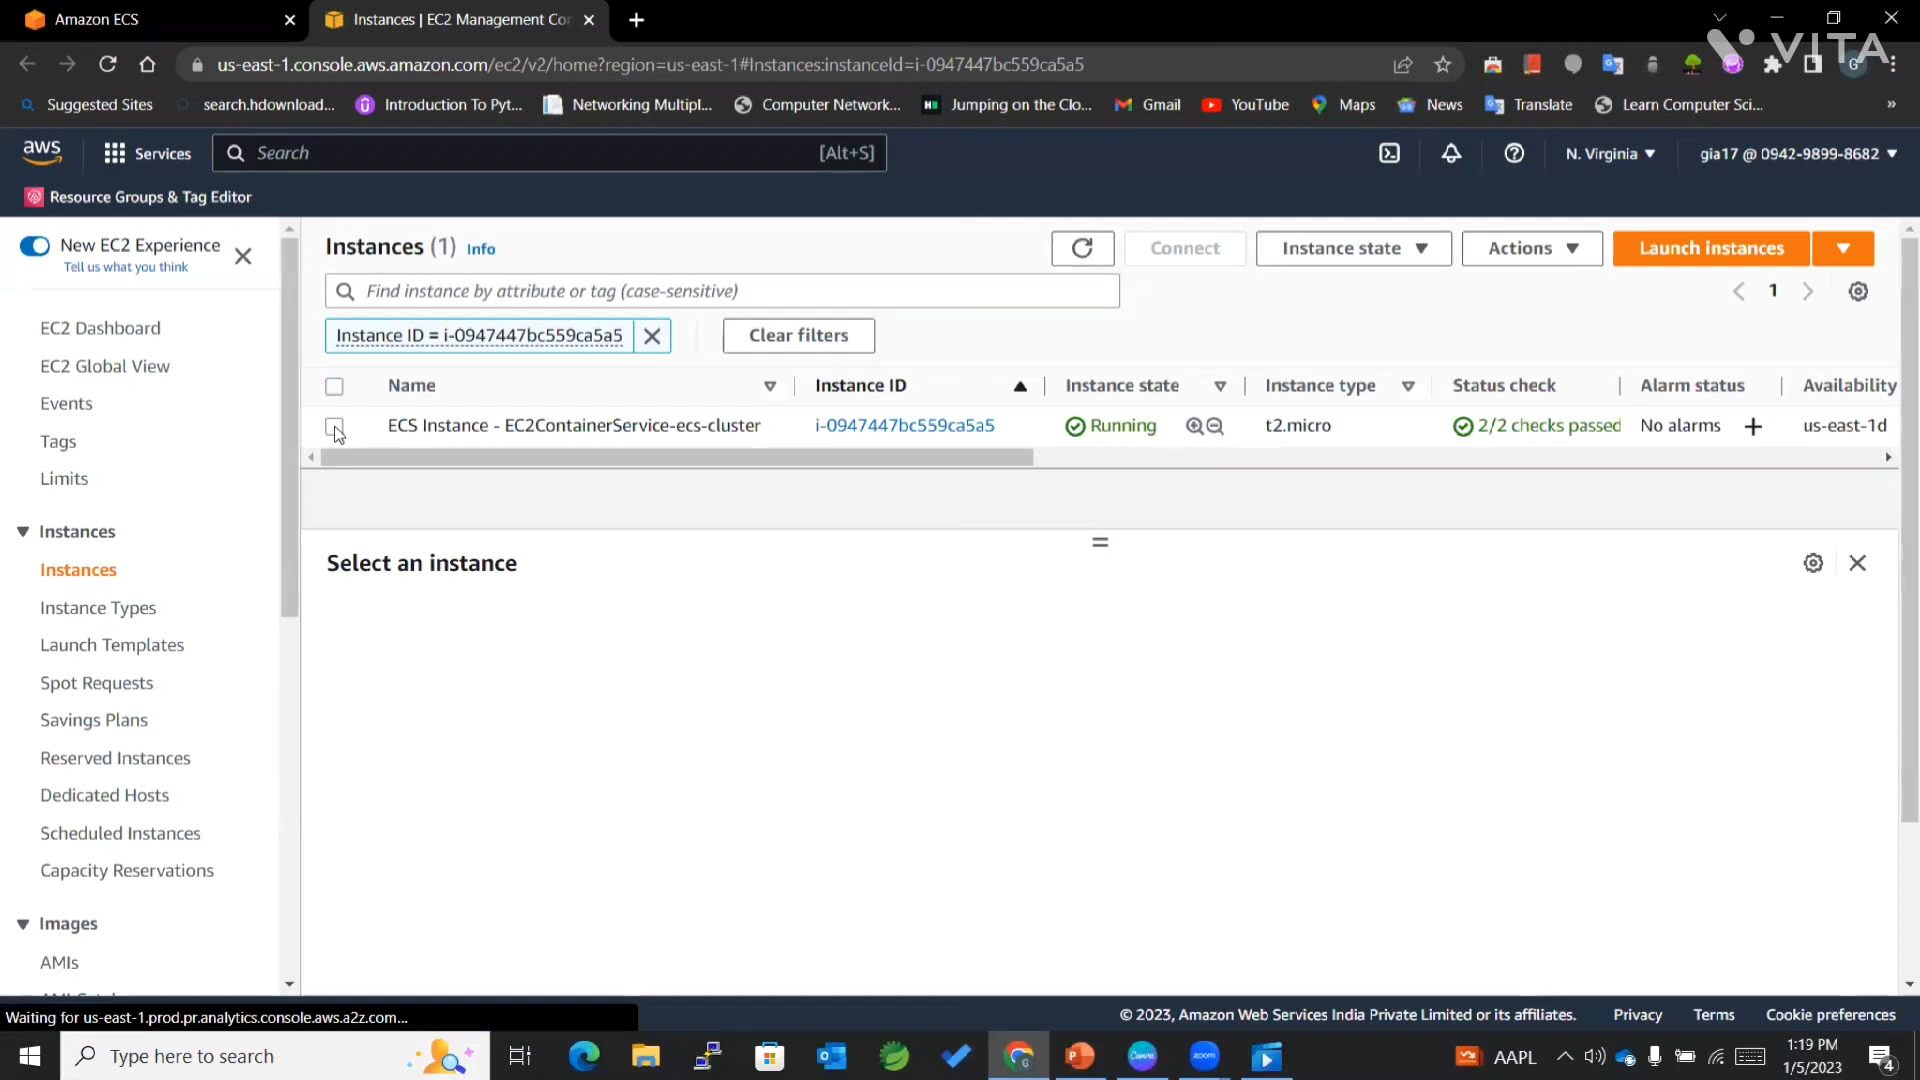 Amazon ECS
Instances | EC2 Management Co
VITA
us-east-1.console.aws.amazon.com/ec2/v2/home?region=us-east-1#Instances:instanceId=i-0947447bc559ca5a5
G
Suggested Sites
search.hdownload...
Introduction To Pyt...
Networking Multipl...
Computer Network...
Jumping on the Clo...
Gmail
YouTube
Maps
News
Translate
Learn Computer Sci...
»
aws
Services
Search
[Alt+S]
N. Virginia
gia17 @ 0942-9899-8682
Resource Groups & Tag Editor
New EC2 Experience
Tell us what you think
EC2 Dashboard
EC2 Global View
Events
Tags
Limits
Instances
Instances
Instance Types
Launch Templates
Spot Requests
Savings Plans
Reserved Instances
Dedicated Hosts
Scheduled Instances
Capacity Reservations
Images
AMIs
Instances (1) Info
Connect
Instance state
Actions
Launch instances
Find instance by attribute or tag (case-sensitive)
1
Instance ID = i-0947447bc559ca5a5
Clear filters
Name
Instance ID
Instance state
Instance type
Status check
Alarm status
Availability
ECS Instance - EC2ContainerService-ecs-cluster
i-0947447bc559ca5a5
Running
t2.micro
2/2 checks passed
No alarms
us-east-1d
Select an instance
Waiting for us-east-1.prod.pr.analytics.console.aws.a2z.com...
© 2023, Amazon Web Services India Private Limited or its affiliates.
Privacy
Terms
Cookie preferences
Type here to search
zoom
AAPL
1:19 PM
1/5/2023
4